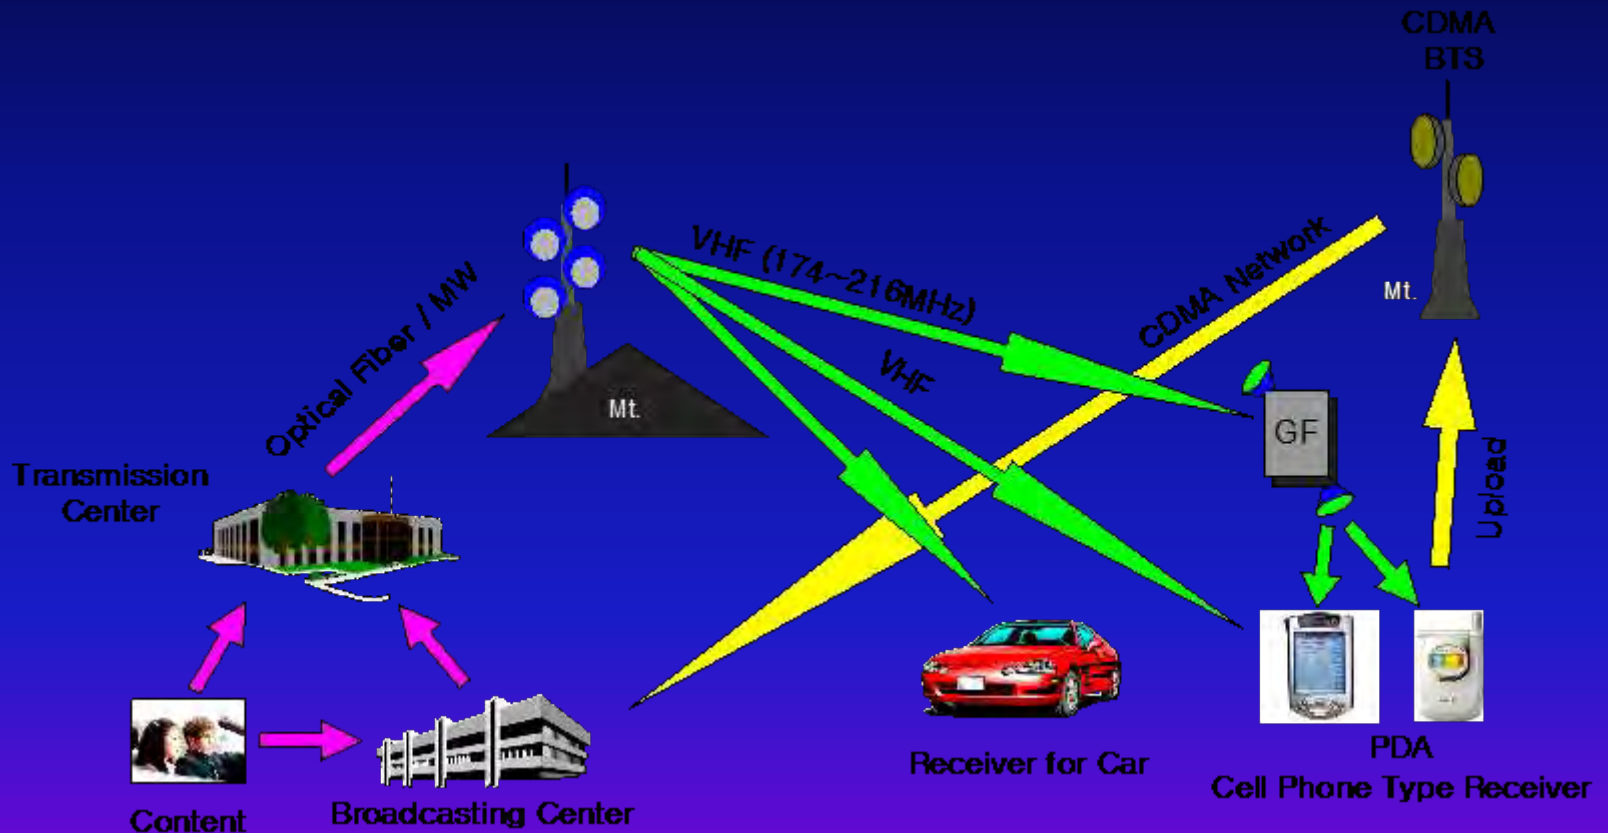 CDMA
BTS
Optical Fiber / MW
VHF (174~216MHz)
VHF
CDMA Network
Mt.
Mt.
GF
Upload
Transmission
Center
Content
Broadcasting Center
Receiver for Car
PDA
Cell Phone Type Receiver